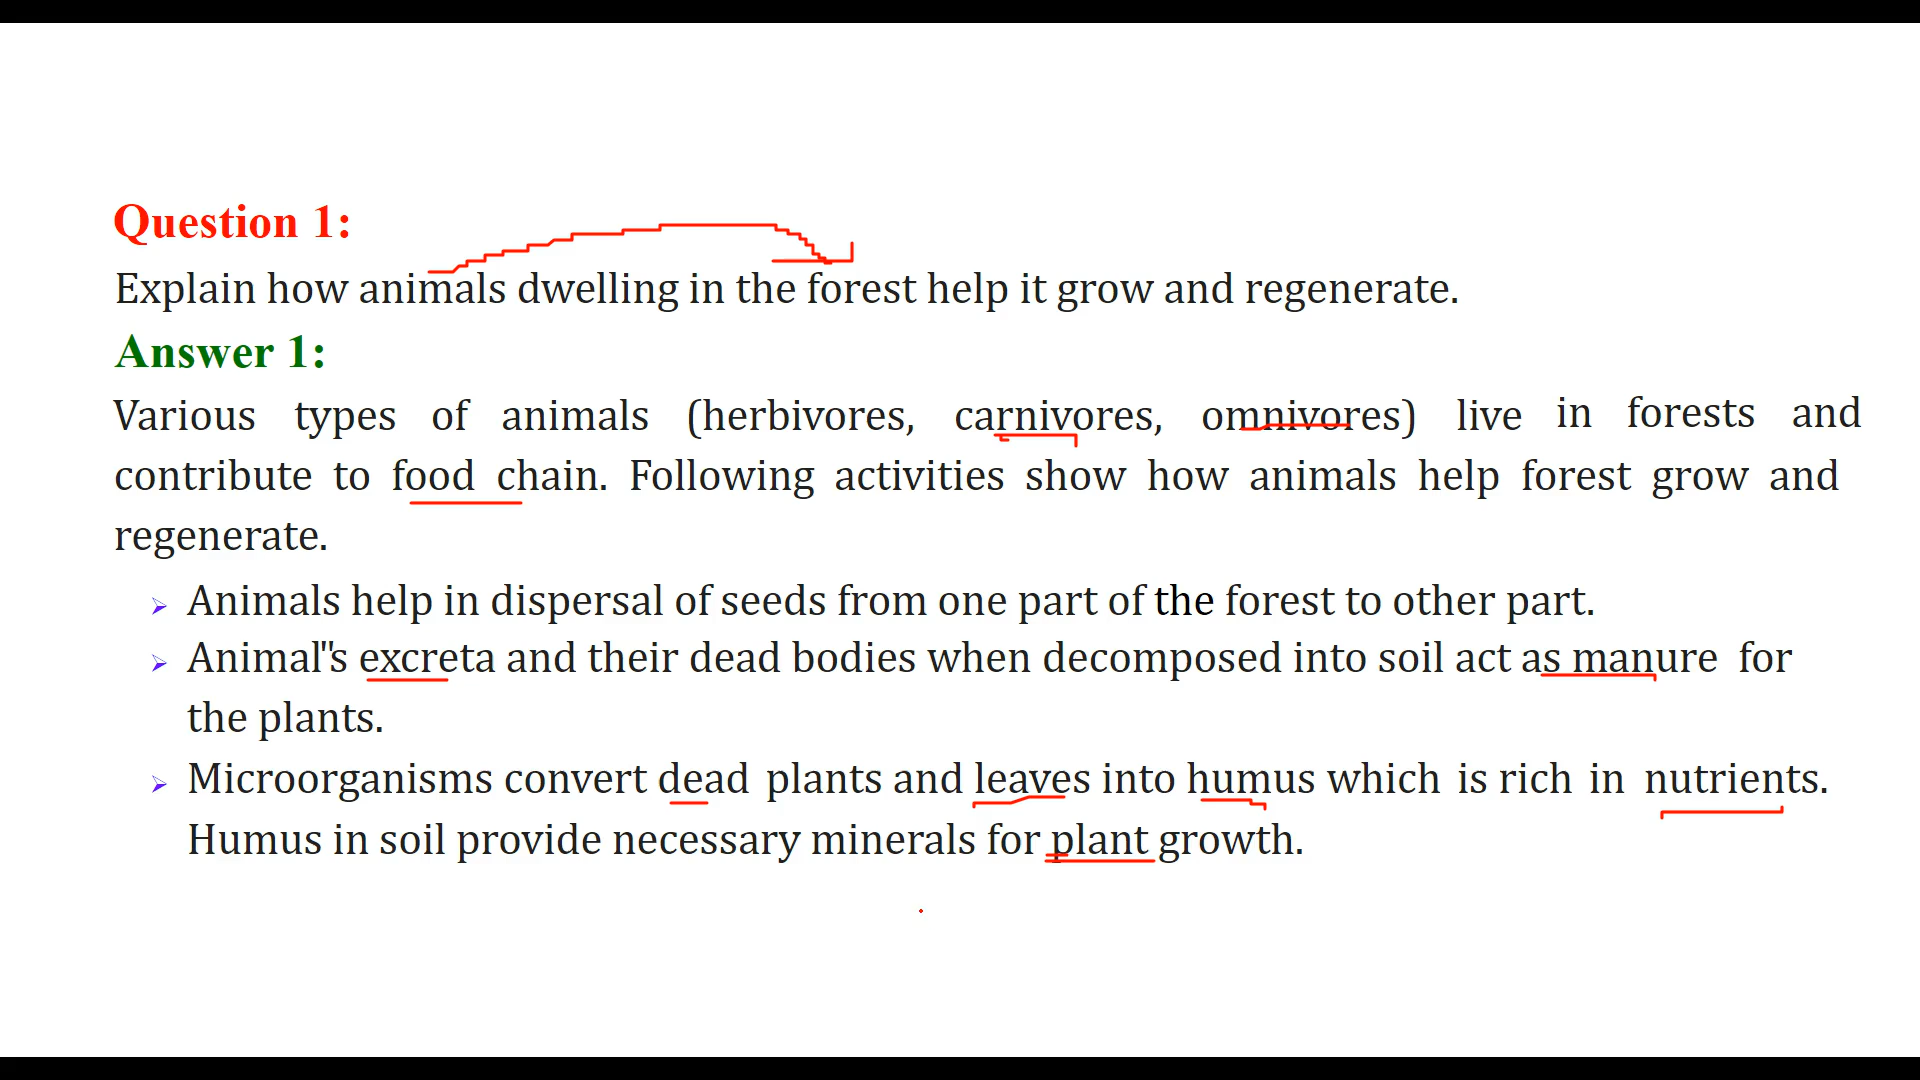 Question 1:
Explain how animals dwelling in the forest help it grow and regenerate.
Answer 1:
Various types of animals (herbivores, carnivores, omnivores) live in forests and
contribute to food chain. Following activities show how animals help forest grow and
regenerate.
➢ Animals help in dispersal of seeds from one part of the forest to other part.
➢ Animal"s excreta and their dead bodies when decomposed into soil act as manure for
the plants.
➢ Microorganisms convert dead plants and leaves into humus which is rich in nutrients.
Humus in soil provide necessary minerals for plant growth.